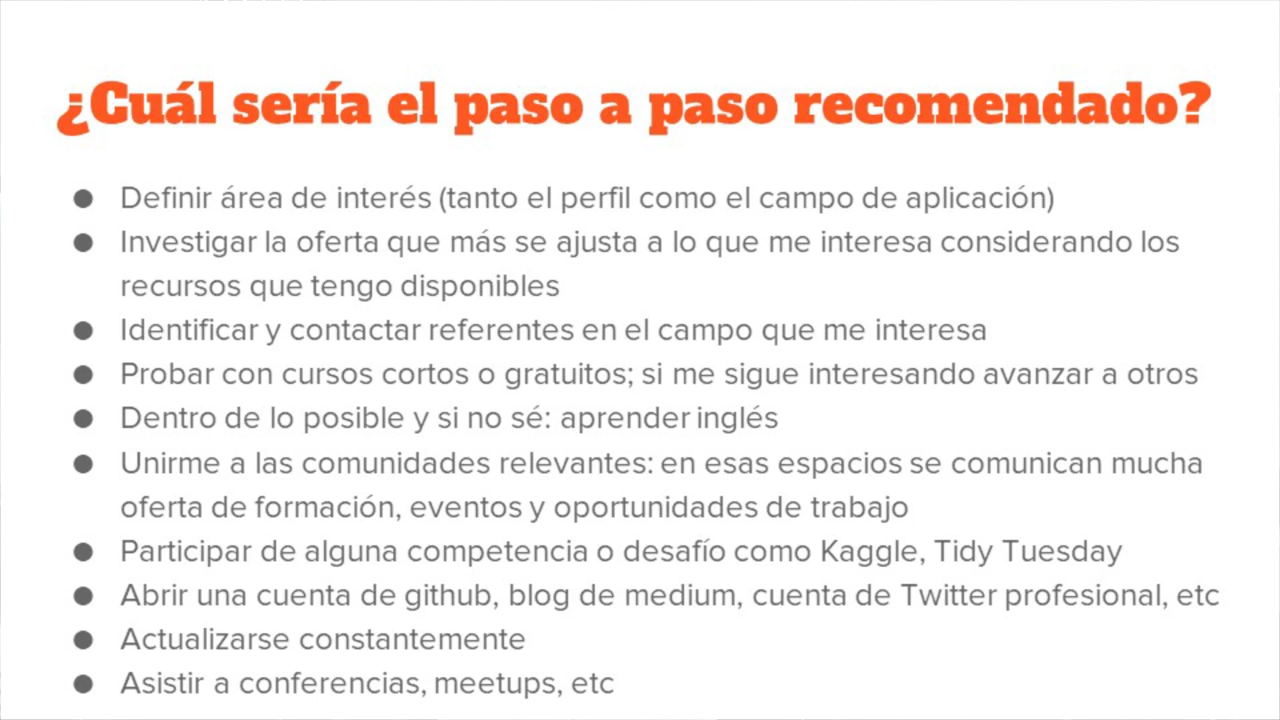 ¿Cuál sería el paso a paso recomendado?
● Definir área de interés (tanto el perfil como el campo de aplicación)
● Investigar la oferta que más se ajusta a lo que me interesa considerando los
recursos que tengo disponibles
● Identificar y contactar referentes en el campo que me interesa
● Probar con cursos cortos o gratuitos; si me sigue interesando avanzar a otros
● Dentro de lo posible y si no sé: aprender inglés
● Unirme a las comunidades relevantes: en esas espacios se comunican mucha
oferta de formación, eventos y oportunidades de trabajo
● Participar de alguna competencia o desafío como Kaggle, Tidy Tuesday
● Abrir una cuenta de github, blog de medium, cuenta de Twitter profesional, etc
● Actualizarse constantemente
● Asistir a conferencias, meetups, etc